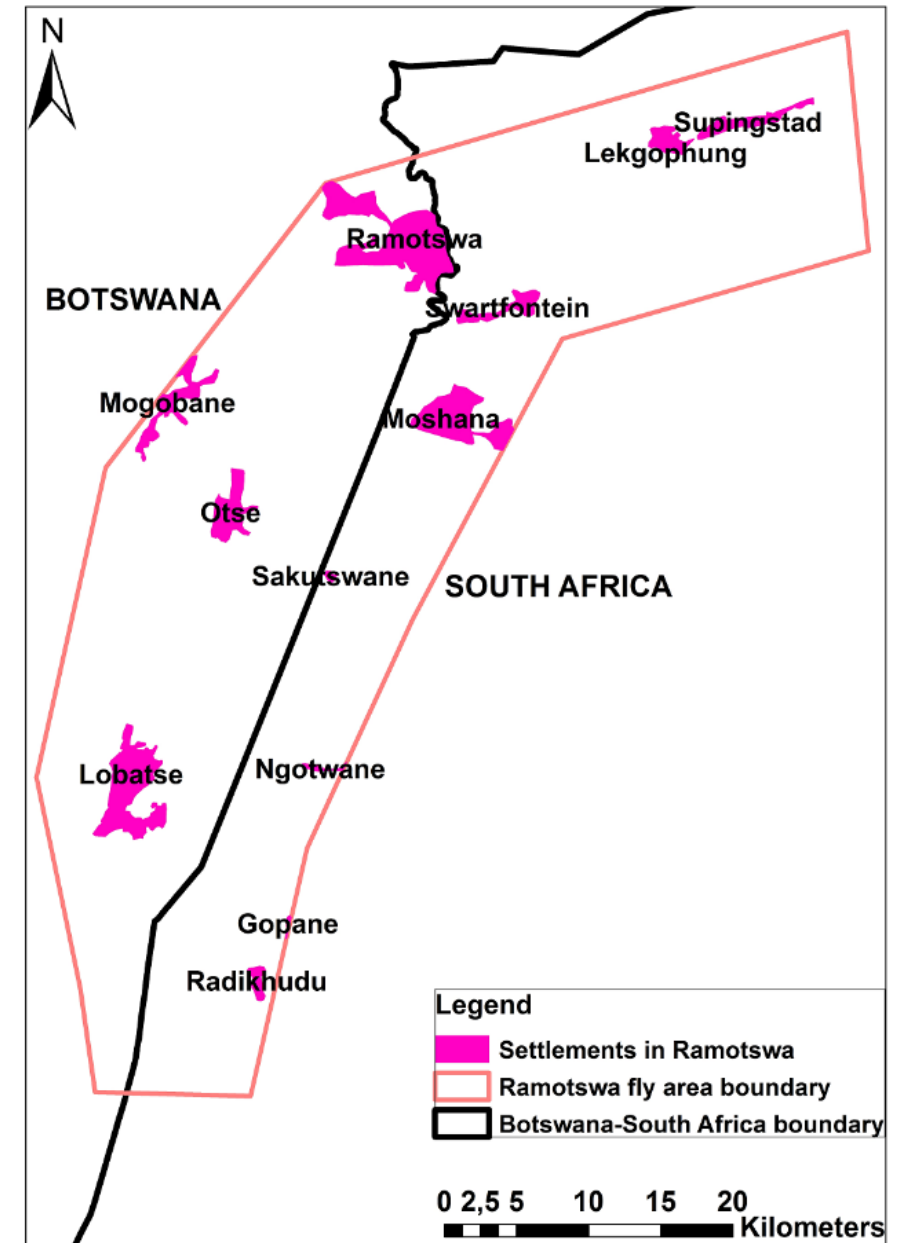 N
Supingstad
Lekgophung
Ramotswa
BOTSWANA
Swartfontein
Mogobane
Moshana
Otse
Sakutswane
SOUTH AFRICA
Lobatse
Ngotwane
Gopane
Radikhudu
Legend
Settlements in Ramotswa
Ramotswa fly area boundary
Botswana-South Africa boundary
0 2,5 5 10 15 20
Kilometers